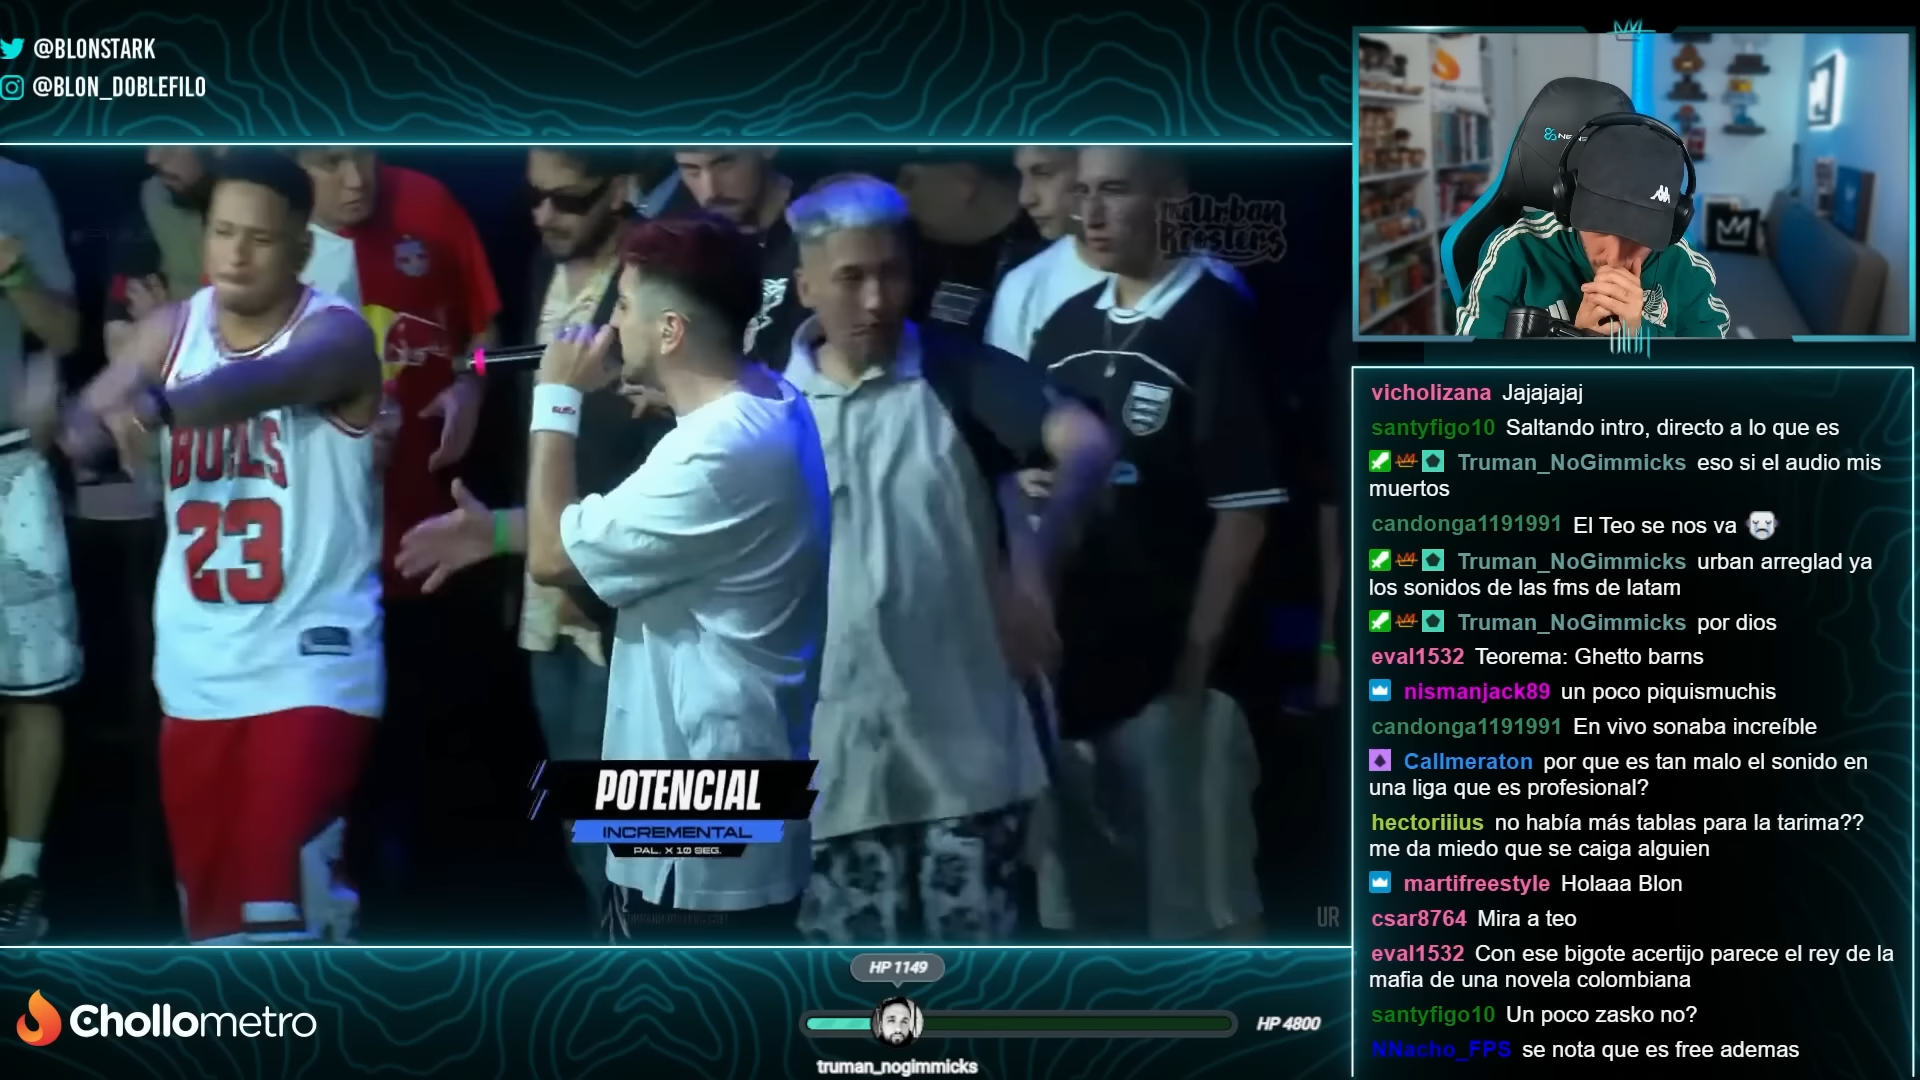 @BLONSTARK
@BLON_DOBLEFILO
Urban
Roosters
BULLS
23
POTENCIAL
INCREMENTAL
PAL. X 10 SEG.
UR
HP 1149
HP 4800
truman_nogimmicks
Chollometro
vicholizana Jajajajaj
santyfigo10 Saltando intro, directo a lo que es
Truman_NoGimmicks eso si el audio mis
muertos
candonga1191991 El Teo se nos va
Truman_NoGimmicks urban arreglad ya
los sonidos de las fms de latam
Truman_NoGimmicks por dios
eval1532 Teorema: Ghetto barns
nismanjack89 un poco piquismuchis
candonga1191991 En vivo sonaba increíble
Callmeraton por que es tan malo el sonido en
una liga que es profesional?
hectoriiius no había más tablas para la tarima??
me da miedo que se caiga alguien
martifreestyle Holaaa Blon
csar8764 Mira a teo
eval1532 Con ese bigote acertijo parece el rey de la
mafia de una novela colombiana
santyfigo10 Un poco zasko no?
NNacho_FPS se nota que es free ademas